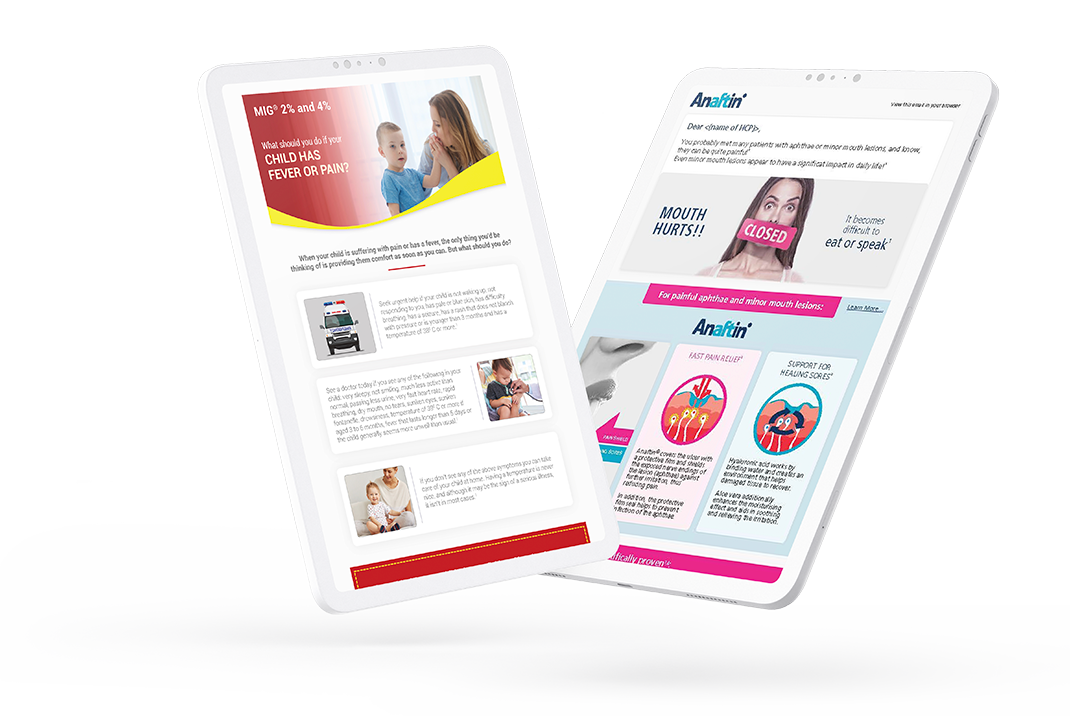 MIG® 2% and 4%
What should you do if your
CHILD HAS
FEVER OR PAIN?
When your child is suffering with pain or has a fever, the only thing you'd be
thinking of is providing them comfort as soon as you can. But what should you do?
Seek urgent help if your child is not waking up, not
responding to you, has pale or blue skin, has difficulty
breathing, has a seizure, has a rash that does not blanch
with pressure or is younger than 3 months and has a
temperature of
See a doctor today if you see any of the following in your
child: very sleepy, not smiling, much less active than
normal, passing less urine, very fast heart rate, rapid
breathing, dry mouth, no tears, sunken eyes, sunken
fontanelle, drowsiness, temperature of 39° C or more if
aged 3 to 6 months, fever that lasts longer than 5 days or
the child generally seems more unwell than usual.
If you don't see any of the above symptoms you can take
care of your child at home. Having a temperature is never
nice, and although it may be the sign of a serious illness,
it isn't in most cases.
Anaftin®
View this email in your browser
Dear <(name of HCP)>,
You probably met many patients with aphthae or minor mouth lesions, and know,
they can be quite painful
Even minor mouth lesions appear to have a significat impact in daily life!
MOUTH
HURTS!!
CLOSED
It becomes
difficult to
eat or speak¹
For painful aphthae and minor mouth lesions:
Learn More...
Anaftin®
FAST PAIN RELIEF
SUPPORT FOR
HEALING SORES
PAIN SHIELD
SORES
Anaftin® covers the ulcer with
a protective film and shields
the exposed nerve endings of
the lesion (aphthae) against
further irritation, thus
reducing pain.
In addition, the protective
film seal helps to prevent
infection of the aphthae.
Hyaluronic acid works by
binding water and creates an
environment that helps
damaged tissue to recover.
Aloe vera additionally
enhances the moisturising
effect and aids in soothing
and relieving the irritation.
ifically proven